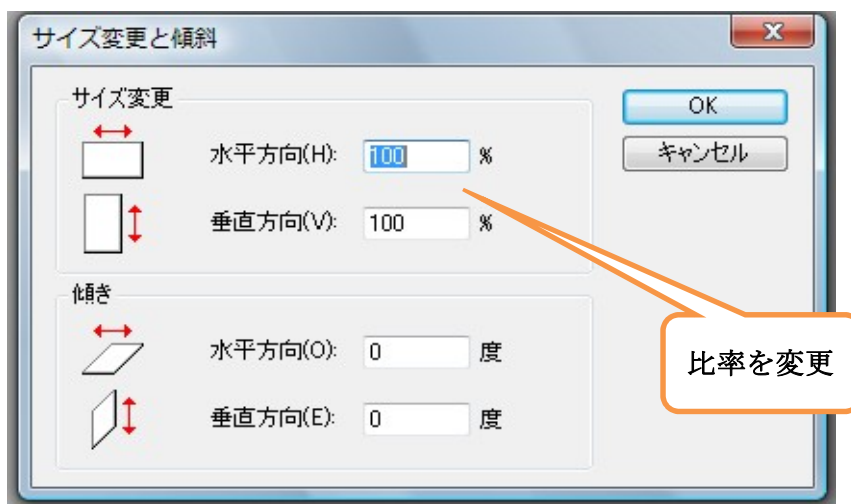 サイズ変更と傾斜
サイズ変更
水平方向(H): 100 %
垂直方向(V): 100 %
傾き
水平方向(O): 0 度
垂直方向(E): 0 度
OK
キャンセル
比率を変更